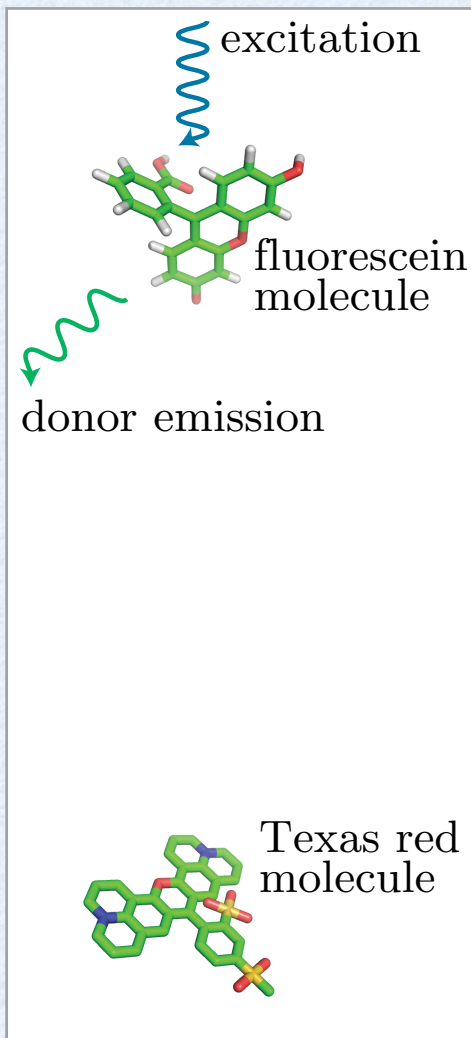 excitation
fluorescein
molecule
donor emission
Texas red
molecule